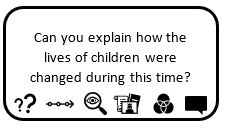 Can you explain how the
lives of children were
changed during this time?
??